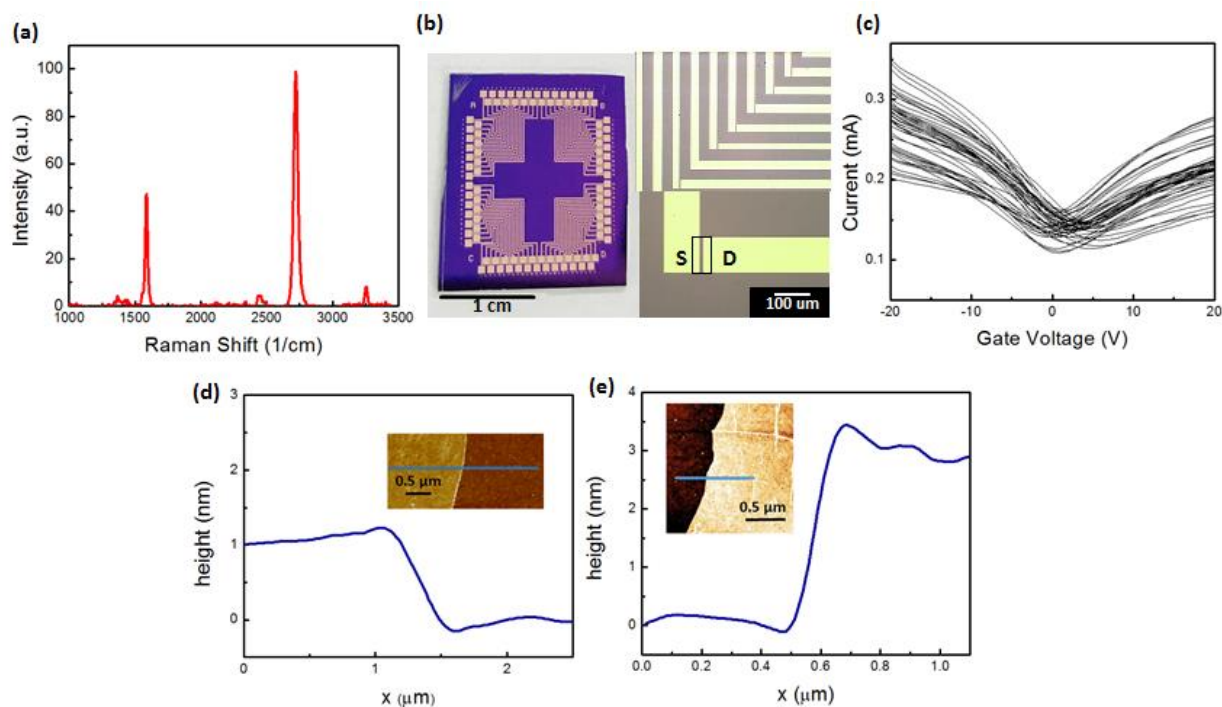 (a)
100
80
60
40
20
0
1000 1500 2000 2500 3000 3500
Intensity (a.u.)
Raman Shift (1/cm)
(b)
A B
C D
1 cm
S D
100 um
(c)
0.3
0.2
0.1
-20 -10 0 10 20
Current (mA)
Gate Voltage (V)
(d)
3
2
1
0
0 1 2
height (nm)
x (μm)
0.5 μm
(e)
4
3
2
1
0
0.0 0.2 0.4 0.6 0.8 1.0
height (nm)
x (μm)
0.5 μm